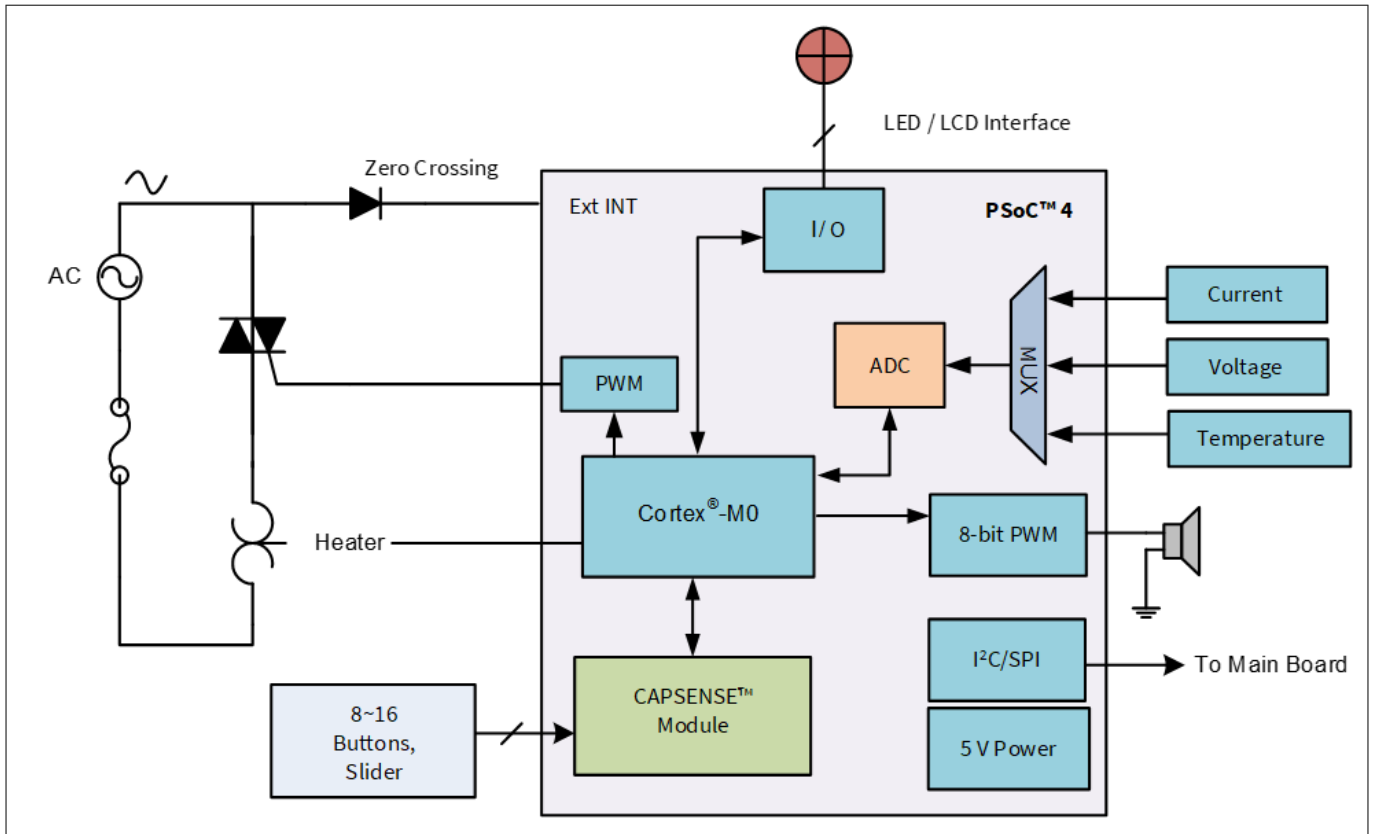 LED / LCD Interface
Zero Crossing
Ext INT
PSoC™ 4
I/O
AC
Current
MUX
ADC
Voltage
PWM
Temperature
Cortex®-M0
8-bit PWM
Heater
I²C/SPI
To Main Board
CAPSENSE™
Module
8~16
Buttons,
Slider
5 V Power